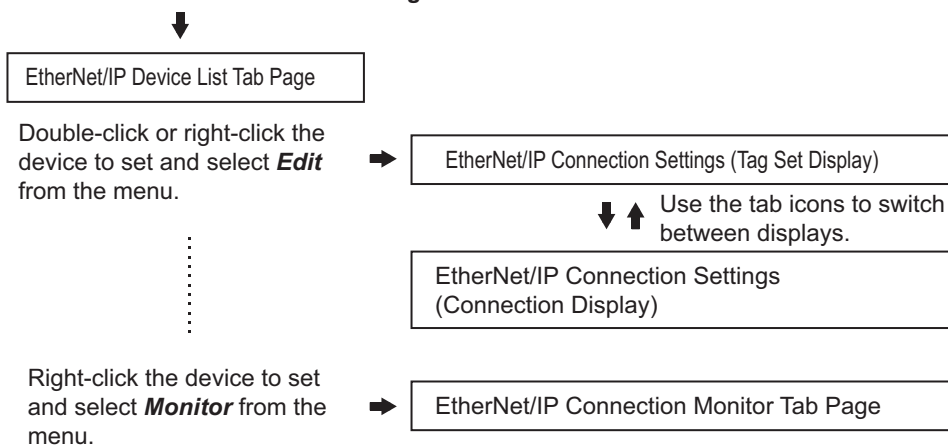 EtherNet/IP Device List Tab Page
Double-click or right-click the
device to set and select Edit
from the menu.
EtherNet/IP Connection Settings (Tag Set Display)
Use the tab icons to switch
between displays.
EtherNet/IP Connection Settings
(Connection Display)
Right-click the device to set
and select Monitor from the
menu.
EtherNet/IP Connection Monitor Tab Page